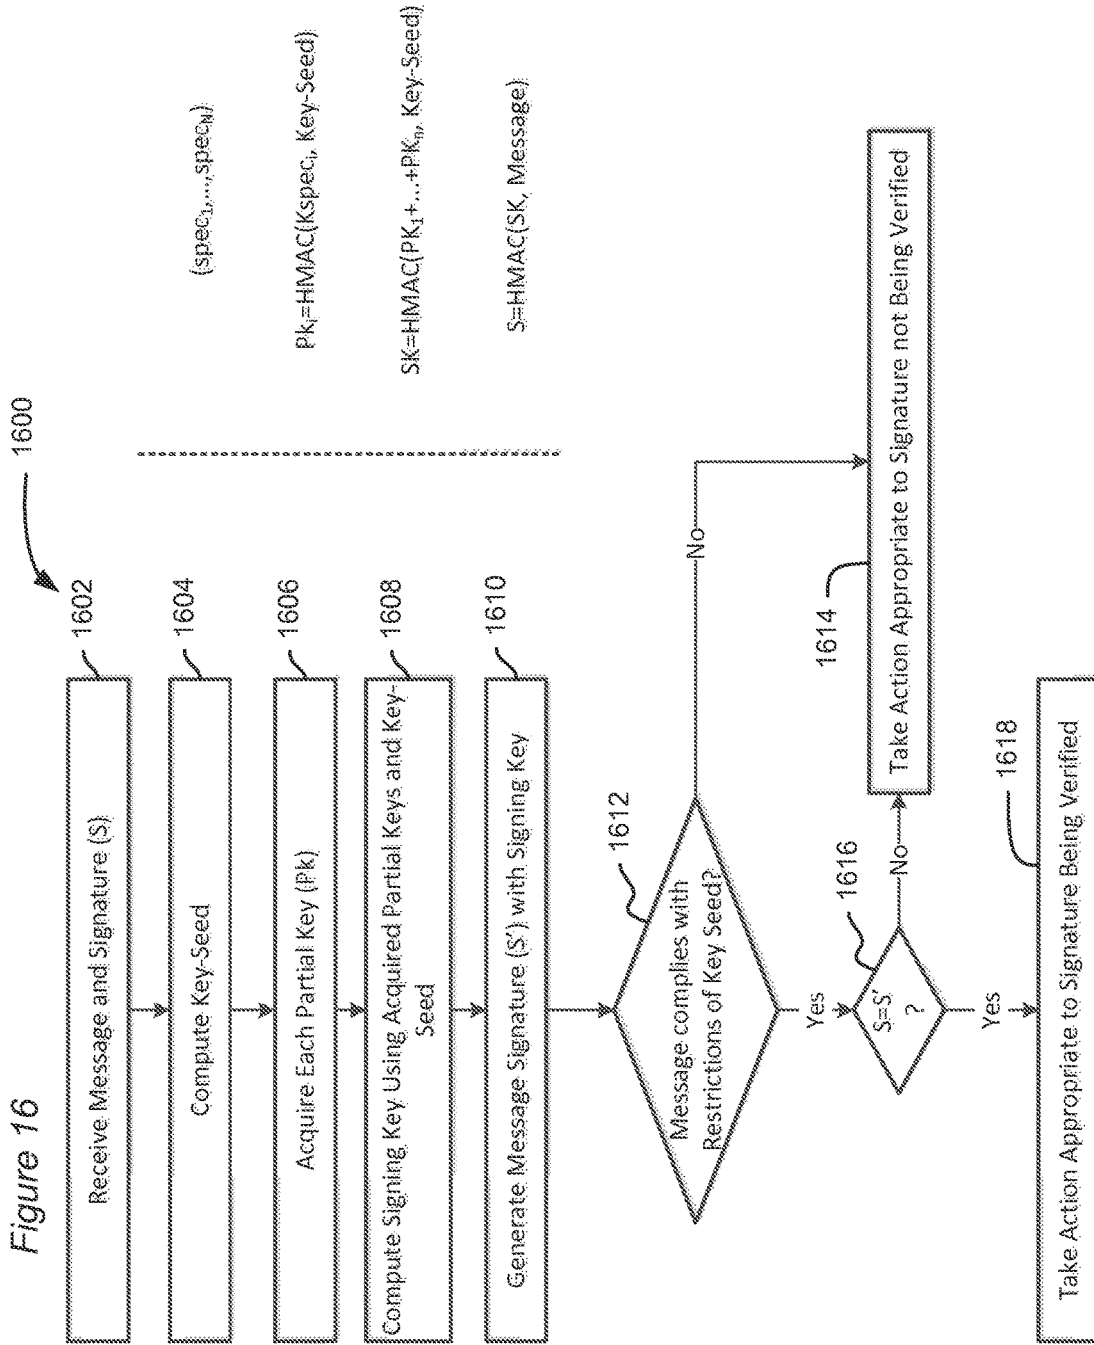 Figure 16
1600
Receive Message and Signature (S)
1602
Compute Key-Seed
1604
(spec₁,...,specN)
Acquire Each Partial Key (Pk)
1606
Pkᵢ=HMAC(Kspecᵢ, Key-Seed)
Compute Signing Key Using Acquired Partial Keys and Key-
Seed
1608
SK=HMAC(PK₁+...+PKₙ, Key-Seed)
Generate Message Signature (S') with Signing Key
1610
S=HMAC(SK, Message)
Message complies with
Restrictions of Key Seed?
1612
No
Yes
1614
Take Action Appropriate to Signature not Being Verified
S=S'
?
1616
No
Yes
Take Action Appropriate to Signature Being Verified
1618